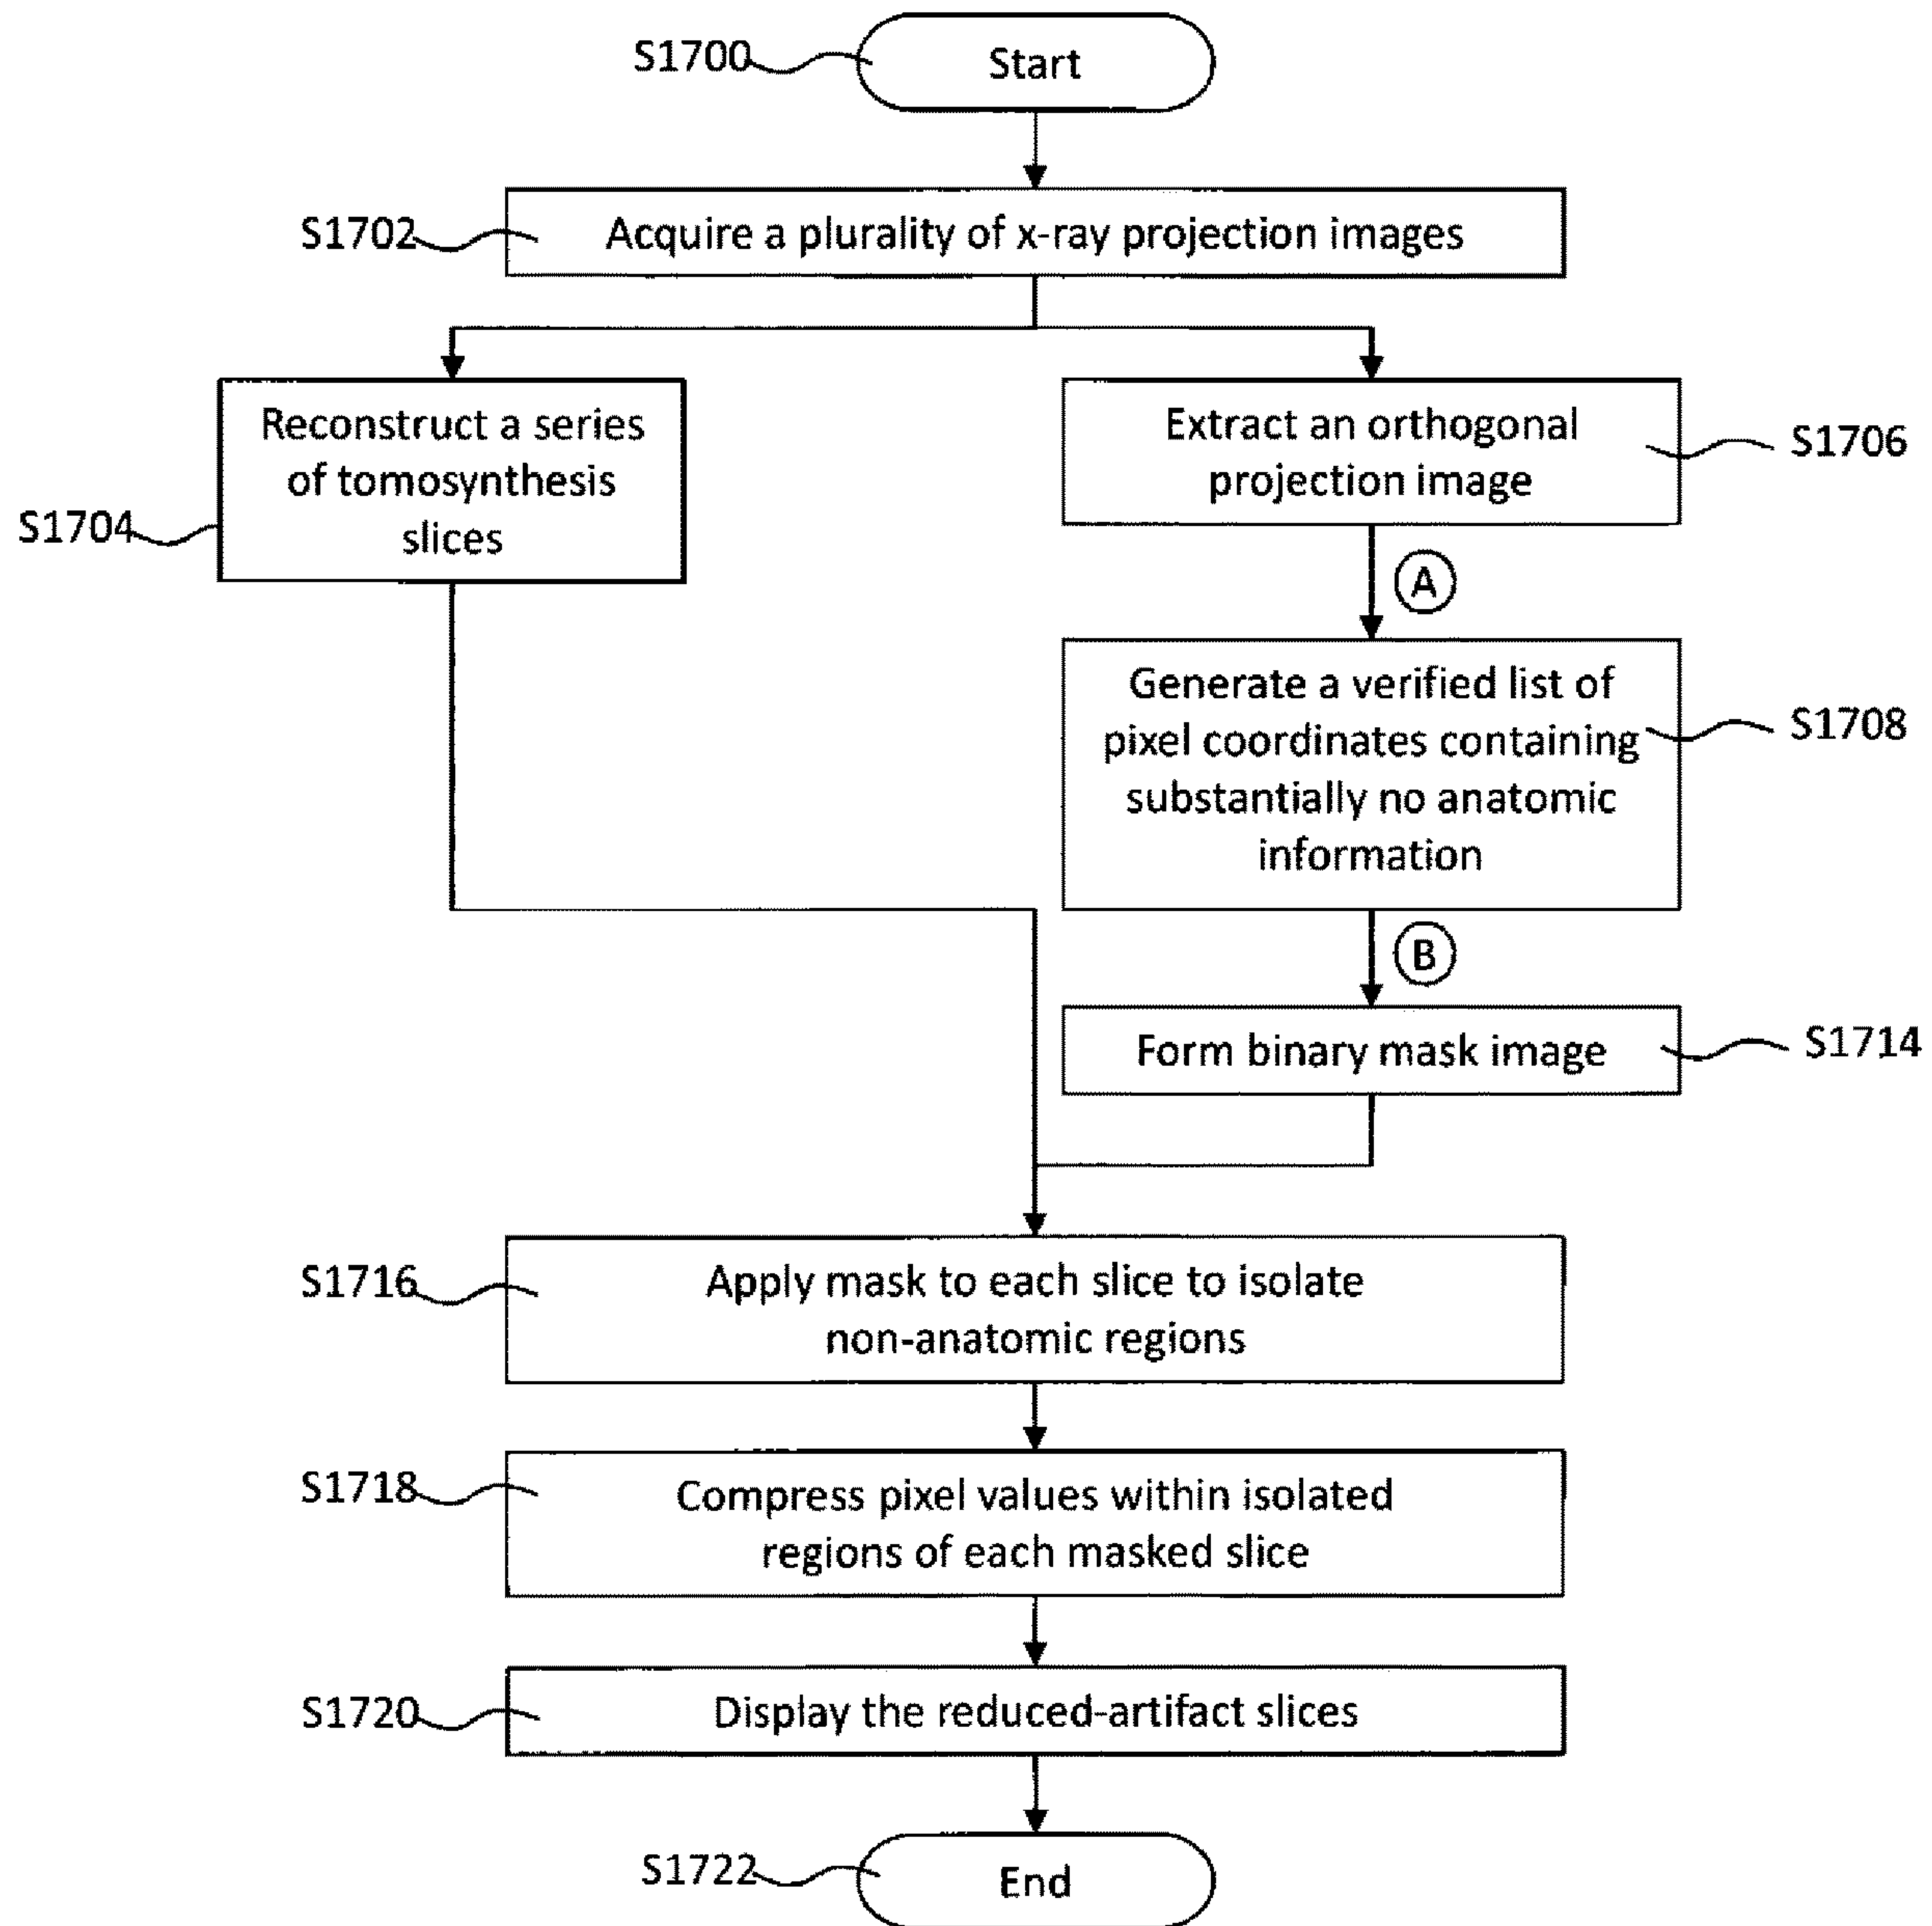 S1700
Start
S1702
Acquire a plurality of x-ray projection images
S1704
Reconstruct a series
of tomosynthesis
slices
Extract an orthogonal
projection image
S1706
A
Generate a verified list of
pixel coordinates containing
substantially no anatomic
information
S1708
B
Form binary mask image
S1714
S1716
Apply mask to each slice to isolate
non-anatomic regions
S1718
Compress pixel values within isolated
regions of each masked slice
S1720
Display the reduced-artifact slices
S1722
End